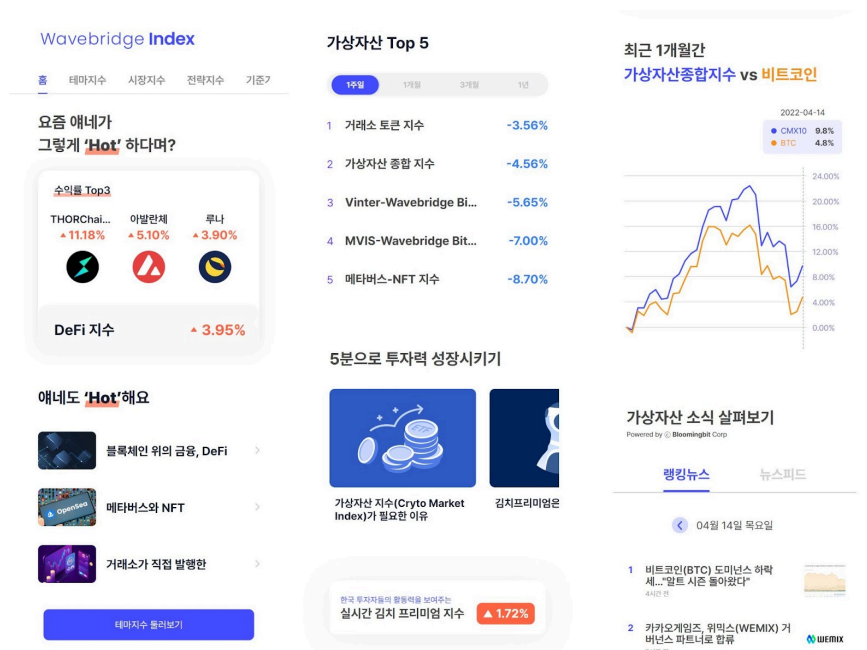 Wavebridge Index
홈 테마지수 시장지수 전략지수 기준가
요즘 얘네가
그렇게 ‘Hot’ 하다며?
수익률 Top3
THORChai... 아발란체 루나
▲11.18% ▲5.10% ▲3.90%
DeFi 지수 ▲ 3.95%
얘네도 ‘Hot’해요
블록체인 위의 금융, DeFi
OpenSea
메타버스와 NFT
거래소가 직접 발행한
테마지수 둘러보기
가상자산 Top 5
1주일 1개월 3개월 1년
1 거래소 토큰 지수 -3.56%
2 가상자산 종합 지수 -4.56%
3 Vinter-Wavebridge Bi... -5.65%
4 MVIS-Wavebridge Bit... -7.00%
5 메타버스-NFT 지수 -8.70%
5분으로 투자력 성장시키기
ETF
가상자산 지수(Cryto Market
Index)가 필요한 이유
김치프리미엄은
한국 투자자들의 활동력을 보여주는
실시간 김치 프리미엄 지수 ▲ 1.72%
최근 1개월간
가상자산종합지수 vs 비트코인
2022-04-14
CMX10 9.8%
BTC 4.8%
24.00%
20.00%
16.00%
12.00%
8.00%
4.00%
0.00%
가상자산 소식 살펴보기
Powered by ⓒ Bloomingbit Corp
랭킹뉴스 뉴스피드
04월 14일 목요일
1 비트코인(BTC) 도미넌스 하락
세..."알트 시즌 돌아왔다"
4시간 전
2 카카오게임즈, 위믹스(WEMIX) 거
버넌스 파트너로 합류
WEMIX